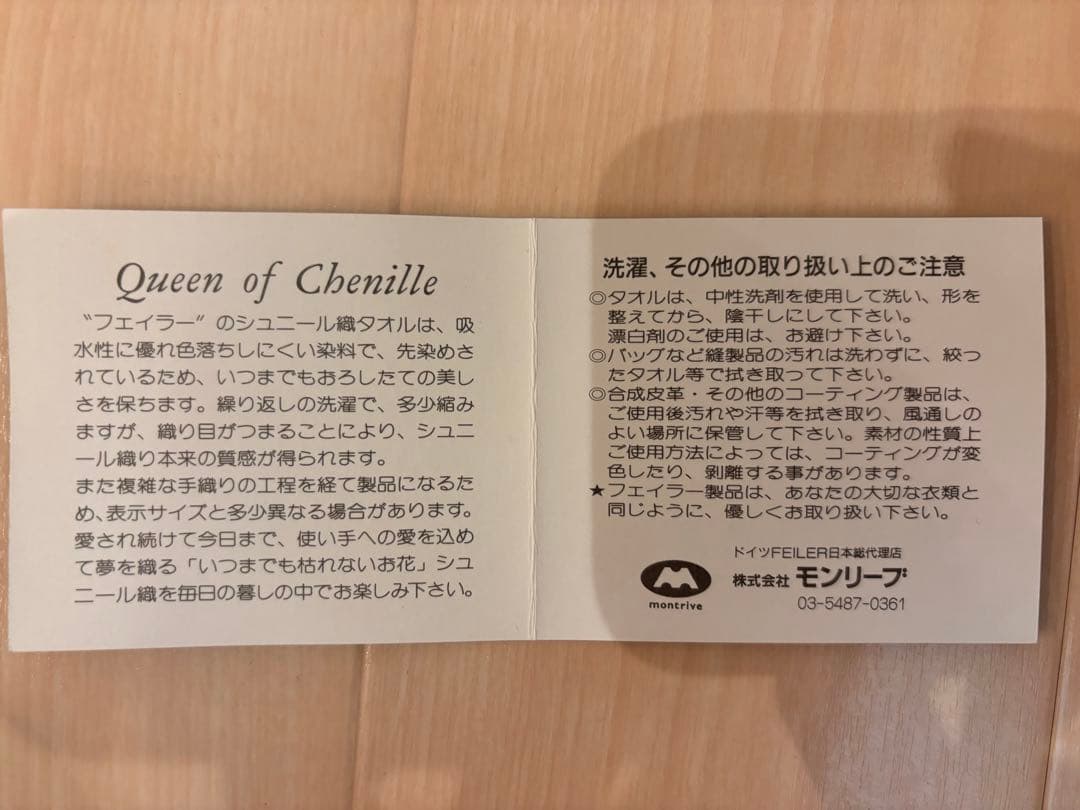 Queen of Chenille
〝フェイラー〟のシュニール織タオルは、吸
水性に優れ色落ちしにくい染料で、先染めさ
れているため、いつまでもおろしたての美し
さを保ちます。繰り返しの洗濯で、多少縮み
ますが、織り目がつまることにより、シュニ
ール織り本来の質感が得られます。
また複雑な手織りの工程を経て製品になるた
め、表示サイズと多少異なる場合があります。
愛され続けて今日まで、使い手への愛を込め
て夢を織る「いつまでも枯れないお花」シュ
ニール織を毎日の暮しの中でお楽しみ下さい。
洗濯、その他の取り扱い上のご注意
◎タオルは、中性洗剤を使用して洗い、形を
整えてから、陰干しにして下さい。
漂白剤のご使用は、お避け下さい。
◎バッグなど縫製品の汚れは洗わずに、絞っ
たタオル等で拭き取って下さい。
◎合成皮革・その他のコーティング製品は、
ご使用後汚れや汗等を拭き取り、風通しの
よい場所に保管して下さい。素材の性質上
ご使用方法によっては、コーティングが変
色したり、剥離する事があります。
★フェイラー製品は、あなたの大切な衣類と
同じように、優しくお取り扱い下さい。
ドイツFEILER日本総代理店
株式会社 モンリーブ
montrive
03-5487-0361